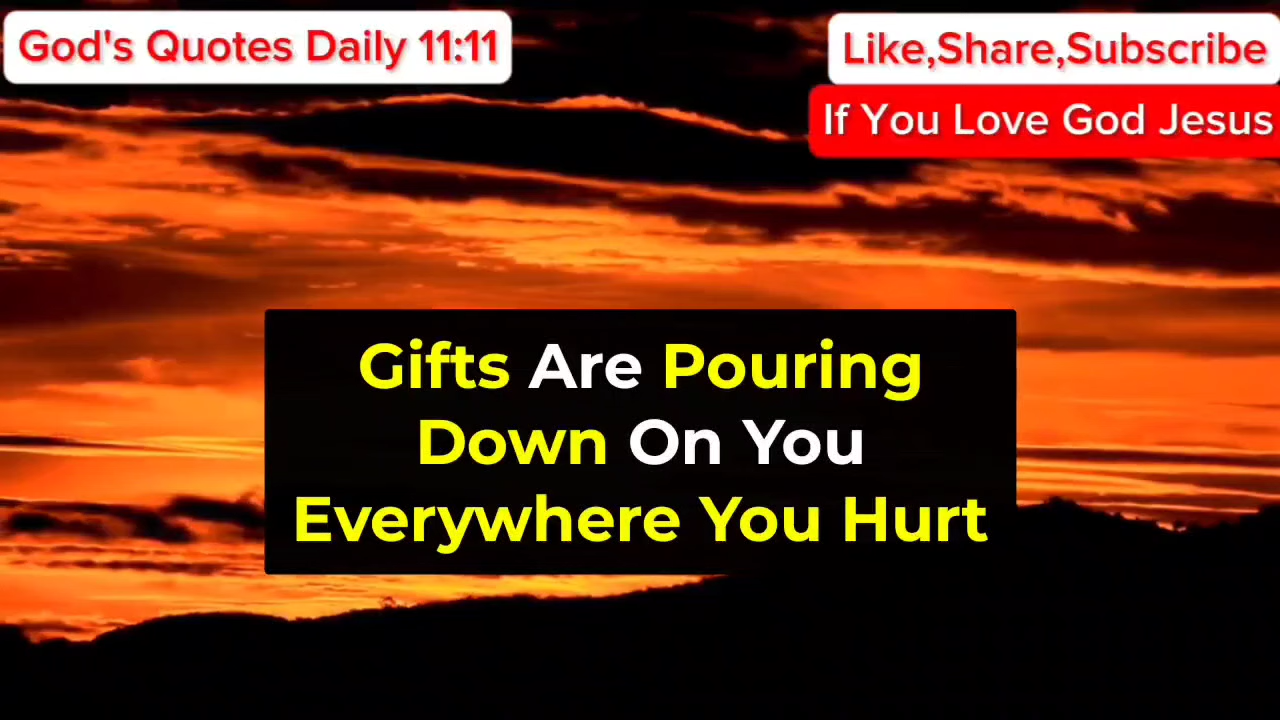 God's Quotes Daily 11:11
Like,Share,Subscribe
If You Love God Jesus
Gifts Are Pouring
Down On You
Everywhere You Hurt